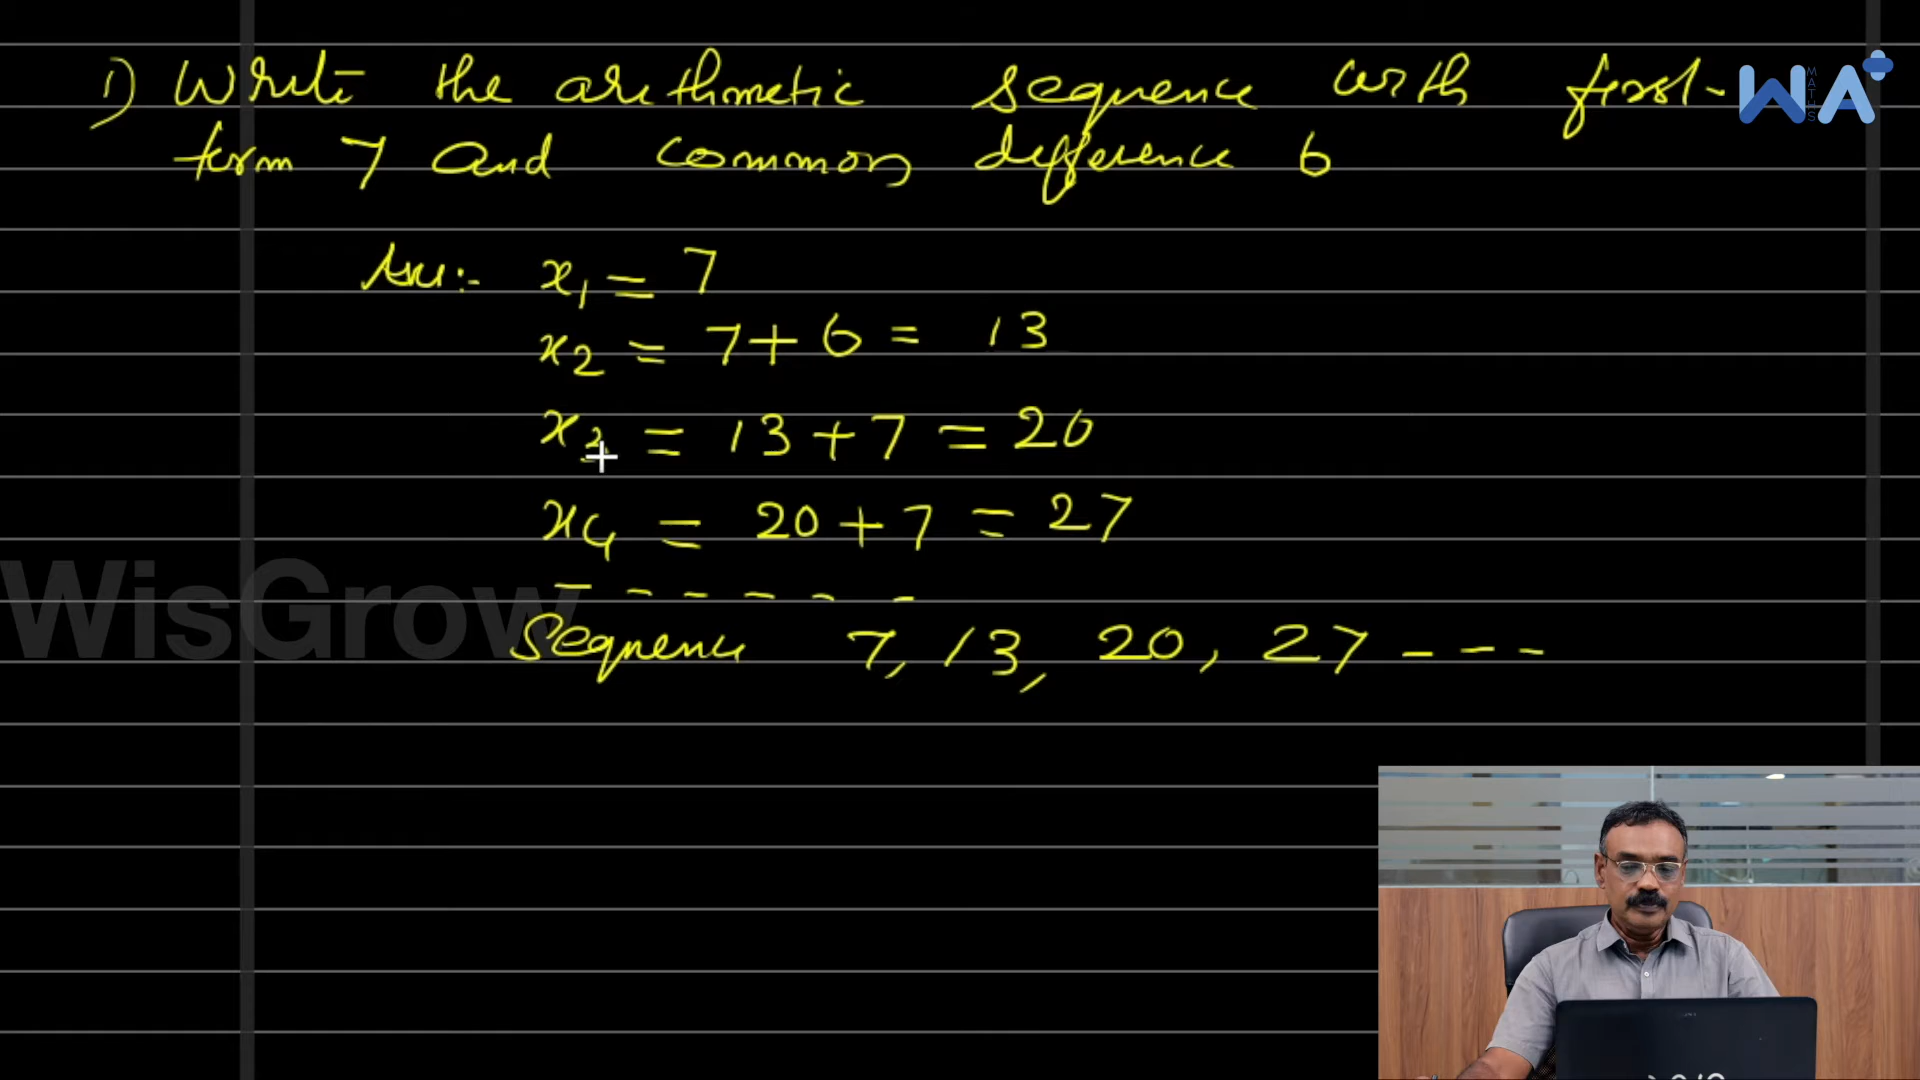 1) Write the arithmetic sequence with first
term 7 and common difference 6
Ans:- x1 = 7
x2 = 7+6 = 13
x3 = 13+7 = 20
x4 = 20+7 = 27
- - - - - -
Sequence 7, 13, 20, 27 - - -
WA+
MATHS
WisGrow